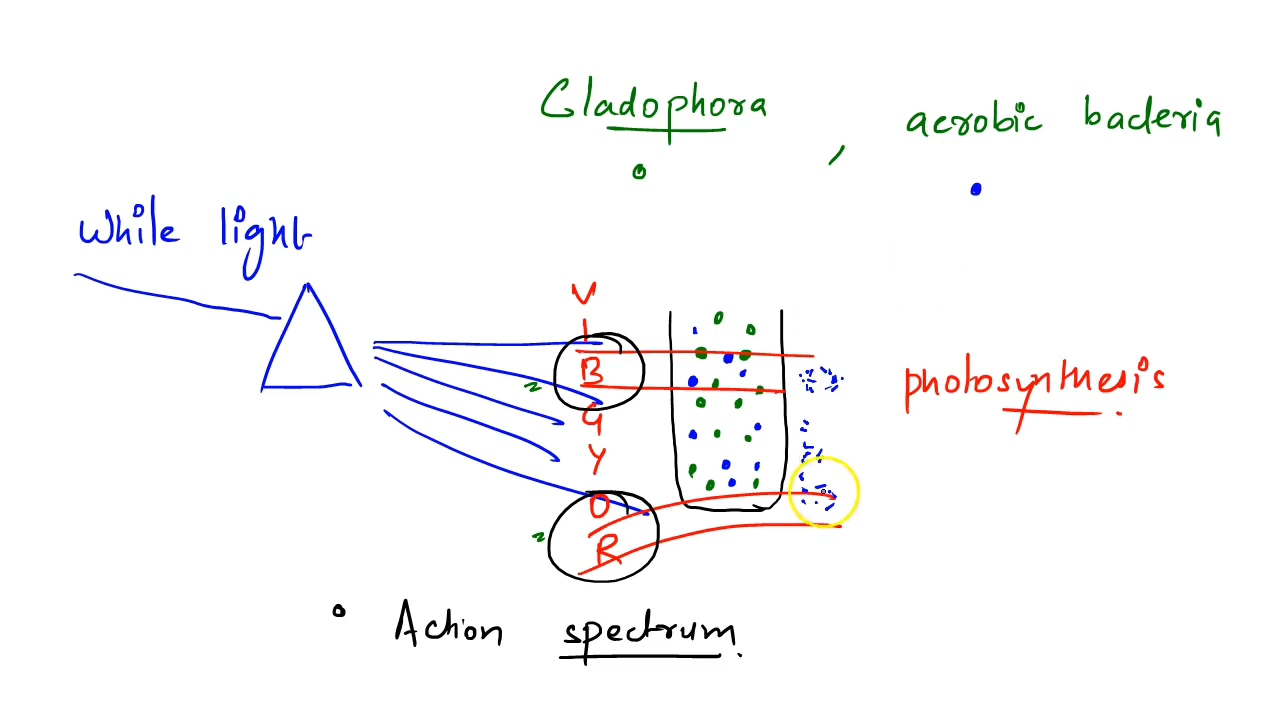 Cladophora , aerobic bacteria
While light
V
I
B
G
Y
O
R
photosynthesis.
Action spectrum.